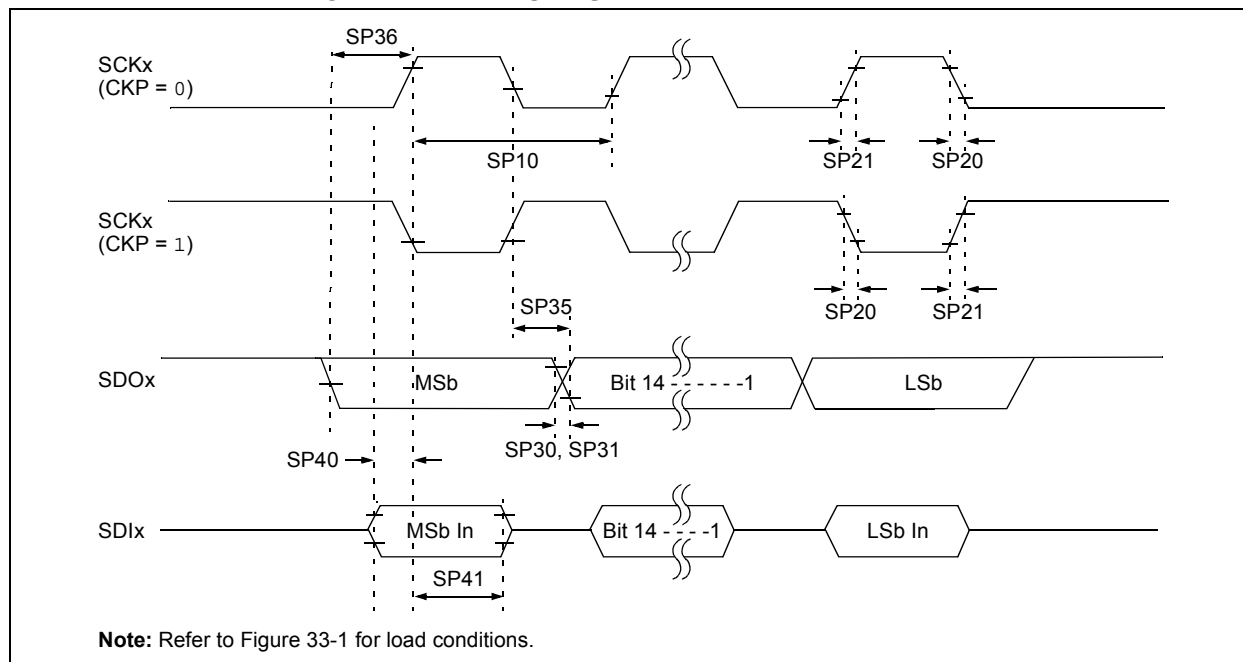 SP36
SCKx
(CKP = 0)
SP10
SP21
SP20
SCKx
(CKP = 1)
SP35
SP20
SP21
SDOx
MSb
Bit 14 - - - - - -1
LSb
SP30, SP31
SP40
SDIx
MSb In
Bit 14 - - - -1
LSb In
SP41
Note: Refer to Figure 33-1 for load conditions.